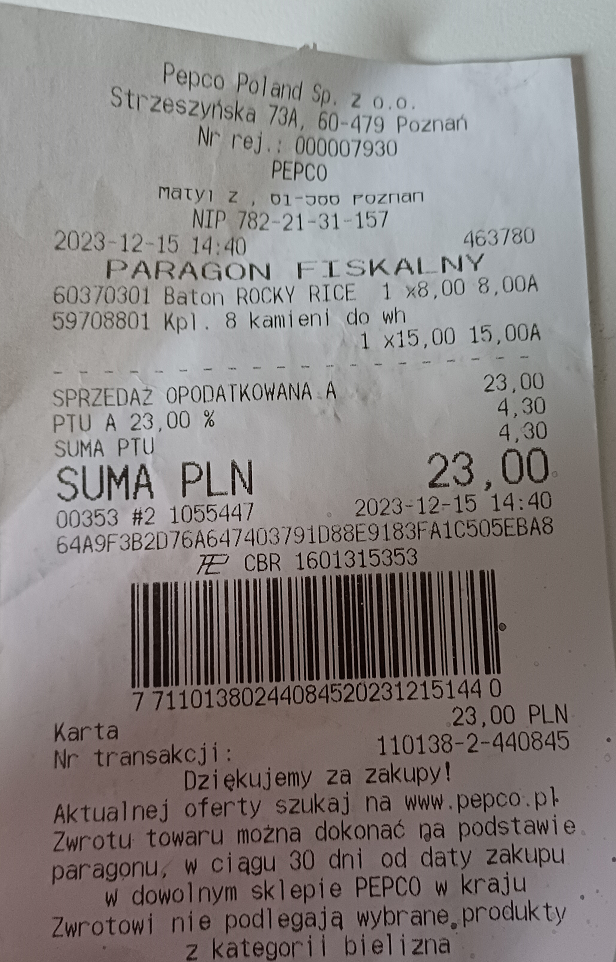 Pepco Poland Sp. z o.o.
Strzeszyńska 73A, 60-479 Poznań
Nr rej.: 000007930
PEPCO
Matyi 2 , 61-586 Poznań
NIP 782-21-31-157
2023-12-15 14:40 463780
PARAGON FISKALNY
60370301 Baton ROCKY RICE 1 x8,00 8,00A
59708801 Kpl. 8 kamieni do wh
1 x15,00 15,00A
SPRZEDAŻ OPODATKOWANA A 23,00
PTU A 23,00 % 4,30
SUMA PTU 4,30
SUMA PLN 23,00
00353 #2 1055447 2023-12-15 14:40
64A9F3B2D76A647403791D88E9183FA1C505EBA8
CBR 1601315353
7 711013802440845202312151440
Karta 23,00 PLN
Nr transakcji: 110138-2-440845
Dziękujemy za zakupy!
Aktualnej oferty szukaj na www.pepco.pl
Zwrotu towaru można dokonać na podstawie
paragonu, w ciągu 30 dni od daty zakupu
w dowolnym sklepie PEPCO w kraju
Zwrotowi nie podlegają wybrane produkty
z kategorii bielizna